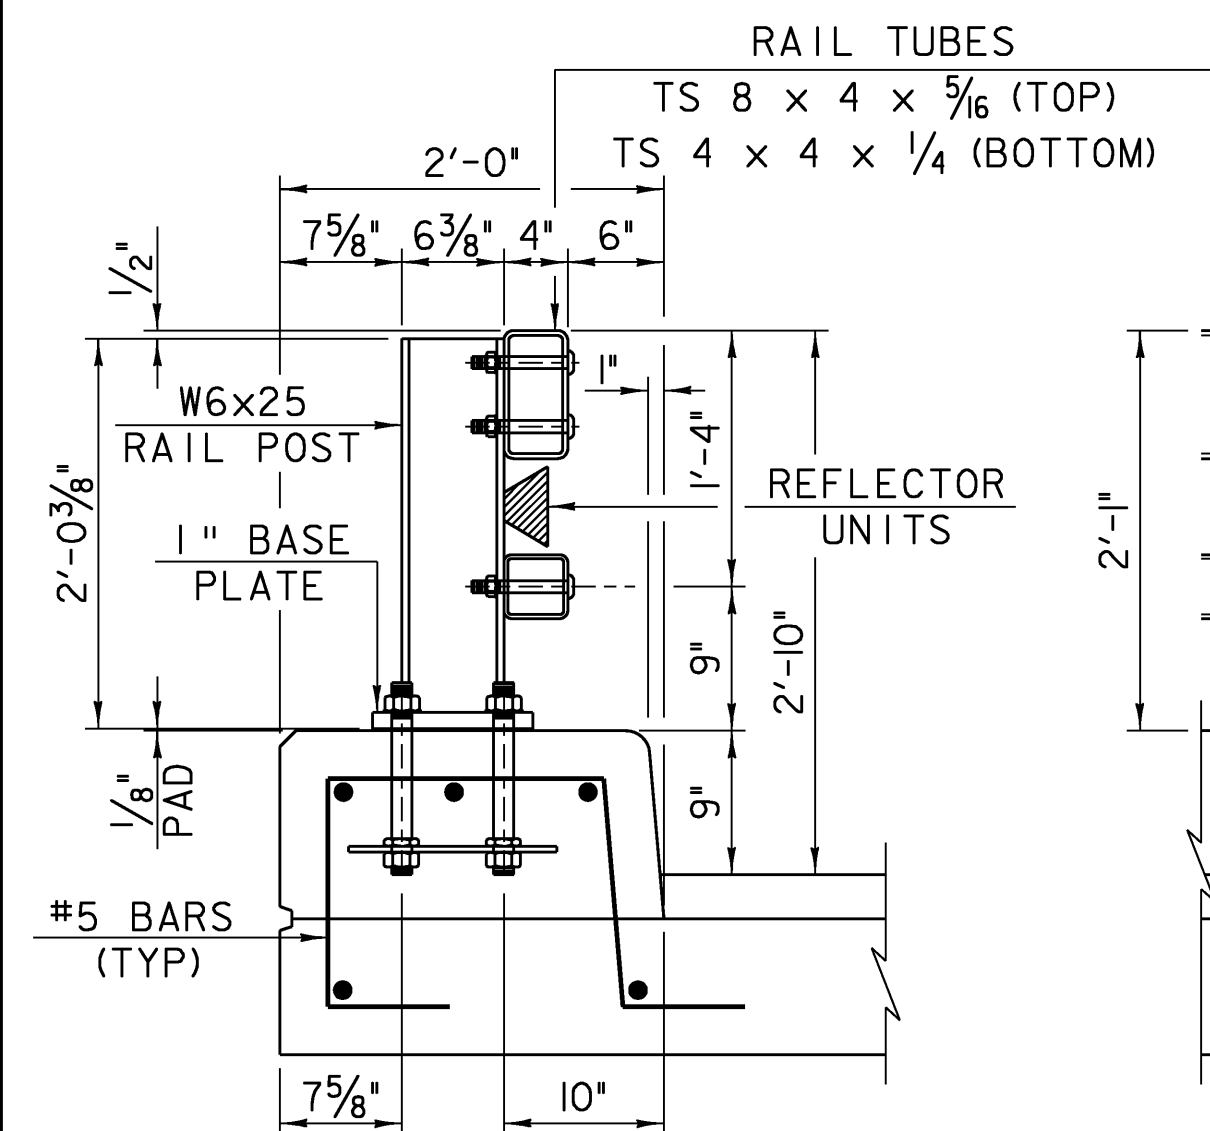 RAIL TUBES
TS 8 x 4 x 5/16 (TOP)
TS 4 x 4 x 1/4 (BOTTOM)
2'-0"
7 5/8" 6 3/8" 4" 6"
1/2"
1"
W6x25
RAIL POST
1'-4"
2'-0 3/8"
REFLECTOR
UNITS
2'-1"
1" BASE
PLATE
9"
2'-10"
1/8"
PAD
9"
#5 BARS
(TYP)
7 5/8" 10"